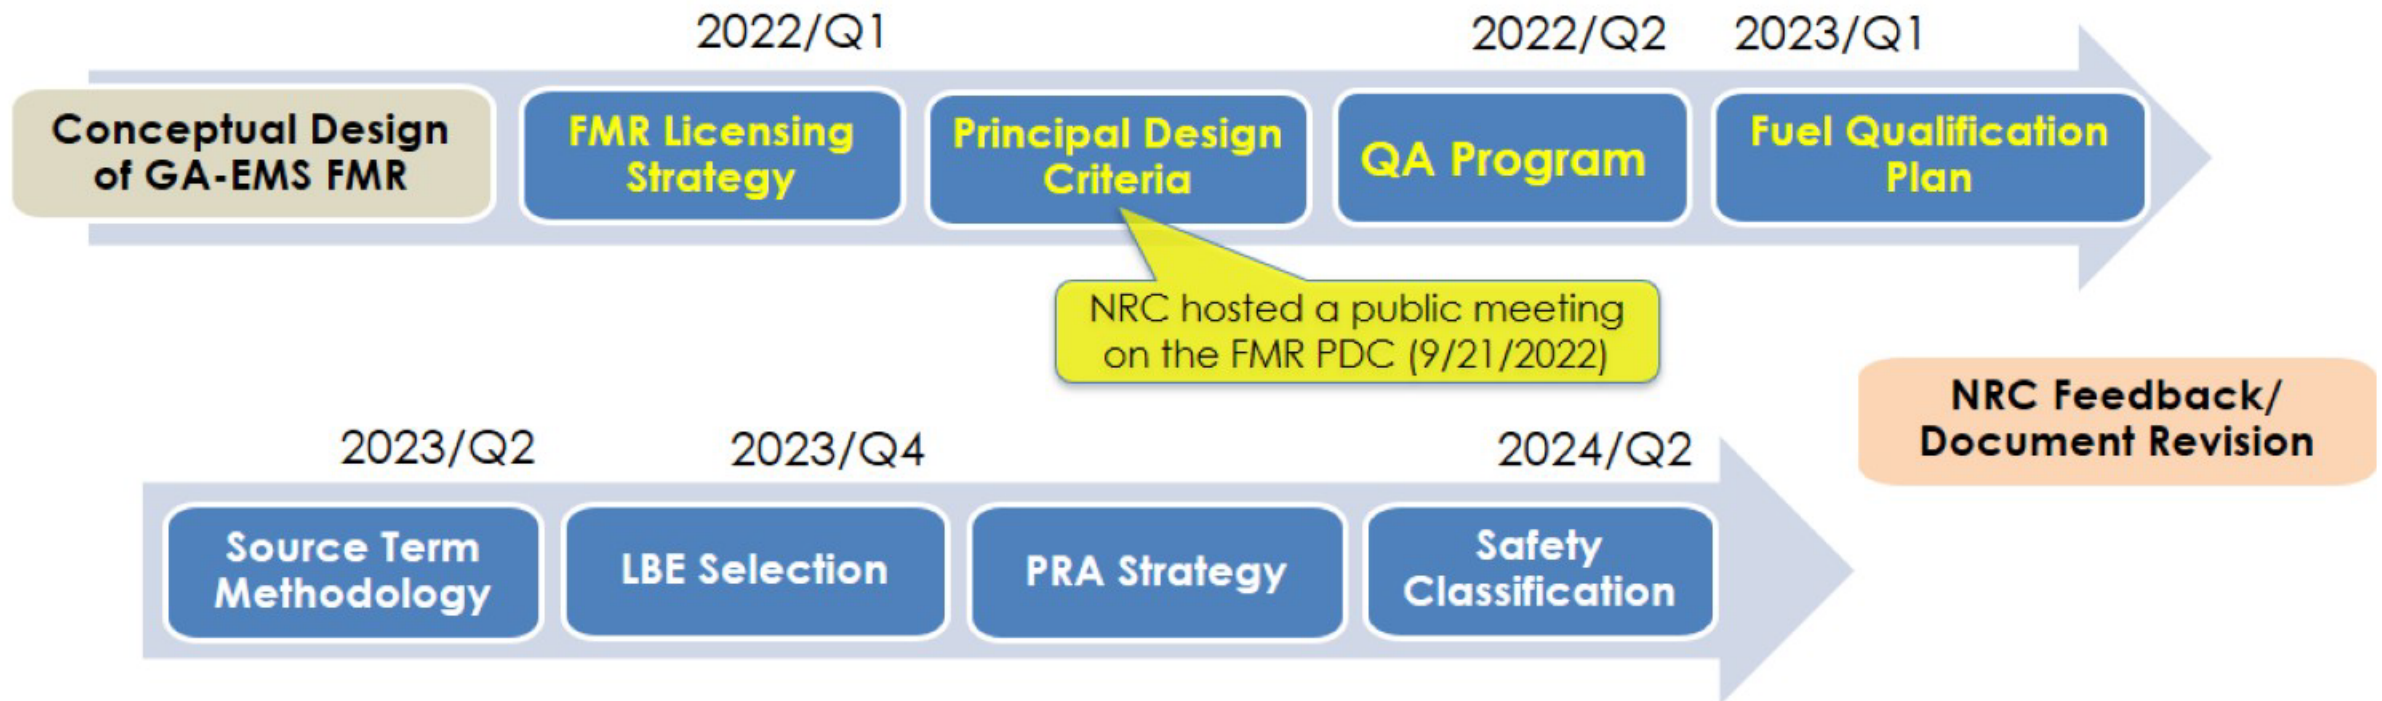 2022/Q1
2022/Q2
2023/Q1
Conceptual Design
of GA-EMS FMR
FMR Licensing
Strategy
Principal Design
Criteria
QA Program
Fuel Qualification
Plan
NRC hosted a public meeting
on the FMR PDC (9/21/2022)
NRC Feedback/
Document Revision
2023/Q2
2023/Q4
2024/Q2
Source Term
Methodology
LBE Selection
PRA Strategy
Safety
Classification